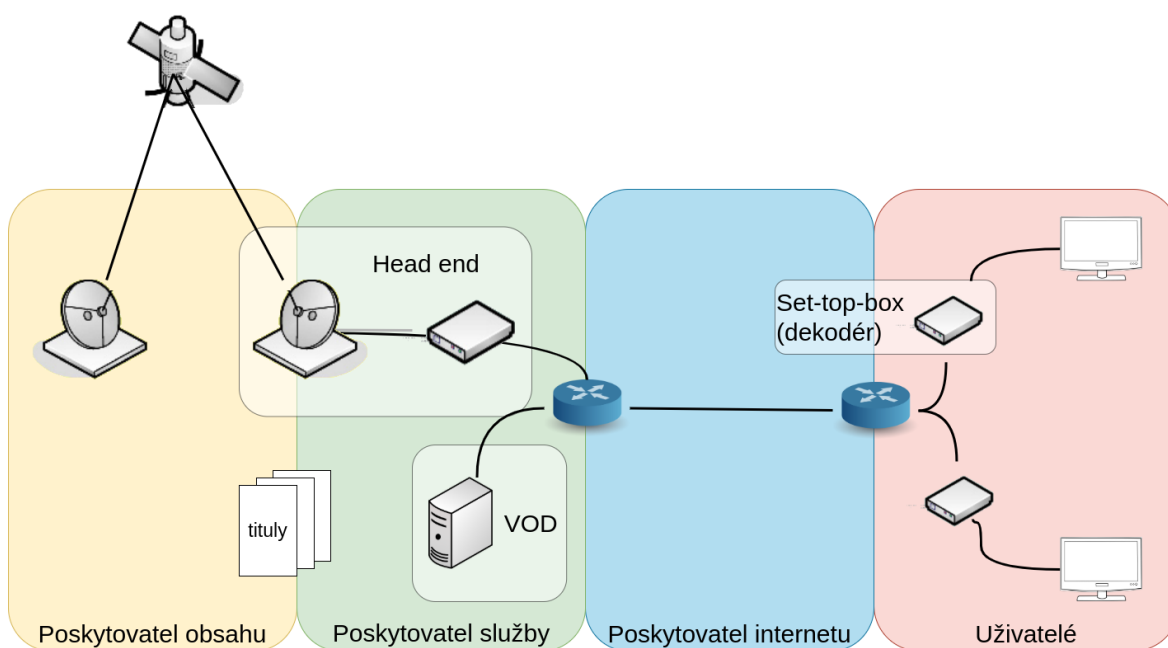 Head end
Set-top-box
(dekodér)
tituly
VOD
Poskytovatel obsahu
Poskytovatel služby
Poskytovatel internetu
Uživatelé